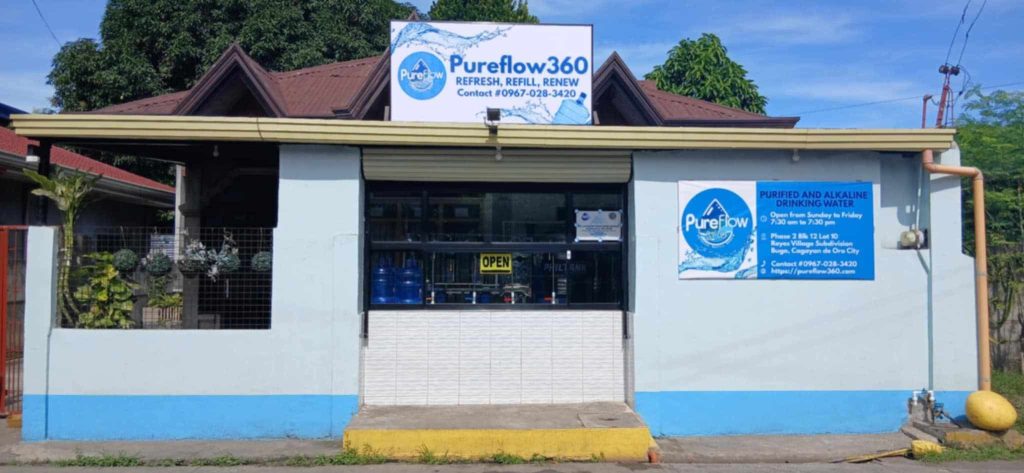 Pureflow
Pureflow360
REFRESH, REFILL, RENEW
Contact #0967-028-3420
OPEN
PHILTANK
PureFlow
PURIFIED AND ALKALINE
DRINKING WATER
Open from Sunday to Friday
7:30 am to 7:30 pm
Phase 2 Blk 12 Lot 10
Reyes Village Subdivision
Bugo, Cagayan de Oro City
Contact #0967-028-3420
https://pureflow360.com